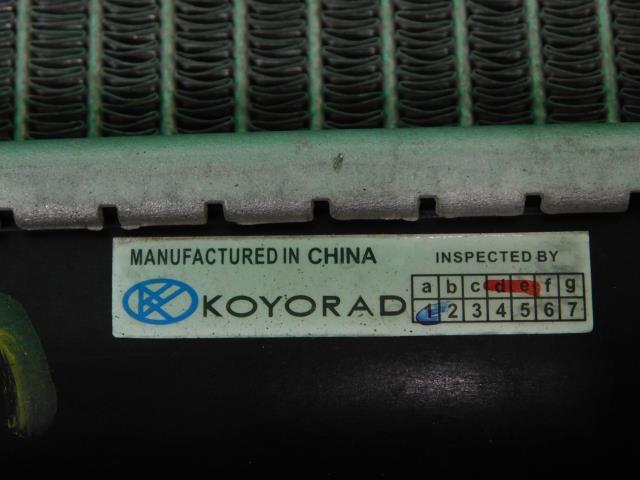 MANUFACTURED IN CHINA
INSPECTED BY
KOYORAD
a b c d e f g
1 2 3 4 5 6 7